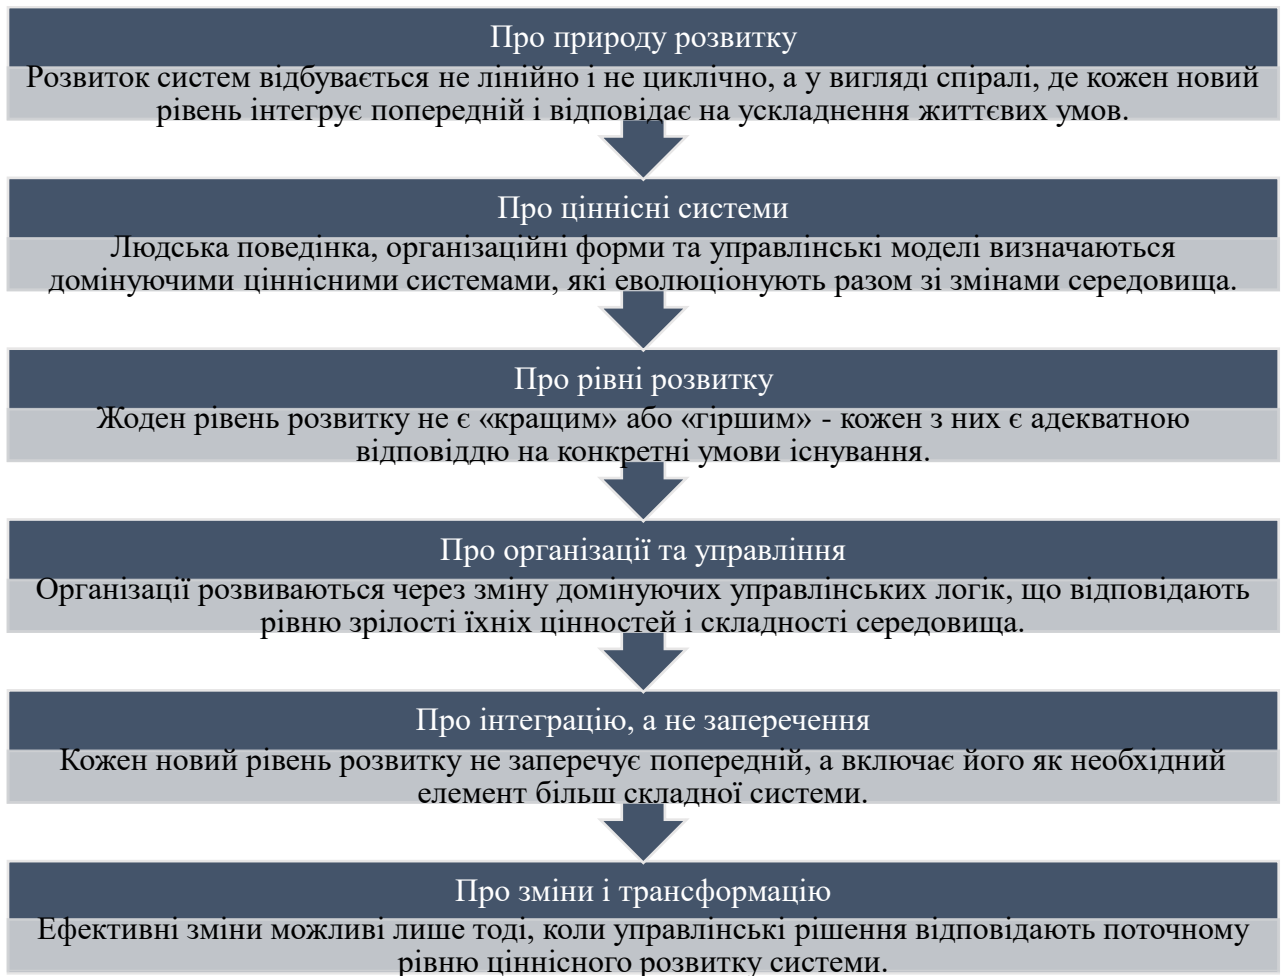 Про природу розвитку
Розвиток систем відбувається не лінійно і не циклічно, а у вигляді спіралі, де кожен новий
рівень інтегрує попередній і відповідає на ускладнення життєвих умов.
Про ціннісні системи
Людська поведінка, організаційні форми та управлінські моделі визначаються
домінуючими ціннісними системами, які еволюціонують разом зі змінами середовища.
Про рівні розвитку
Жоден рівень розвитку не є «кращим» або «гіршим» - кожен з них є адекватною
відповіддю на конкретні умови існування.
Про організації та управління
Організації розвиваються через зміну домінуючих управлінських логік, що відповідають
рівню зрілості їхніх цінностей і складності середовища.
Про інтеграцію, а не заперечення
Кожен новий рівень розвитку не заперечує попередній, а включає його як необхідний
елемент більш складної системи.
Про зміни і трансформацію
Ефективні зміни можливі лише тоді, коли управлінські рішення відповідають поточному
рівню ціннісного розвитку системи.